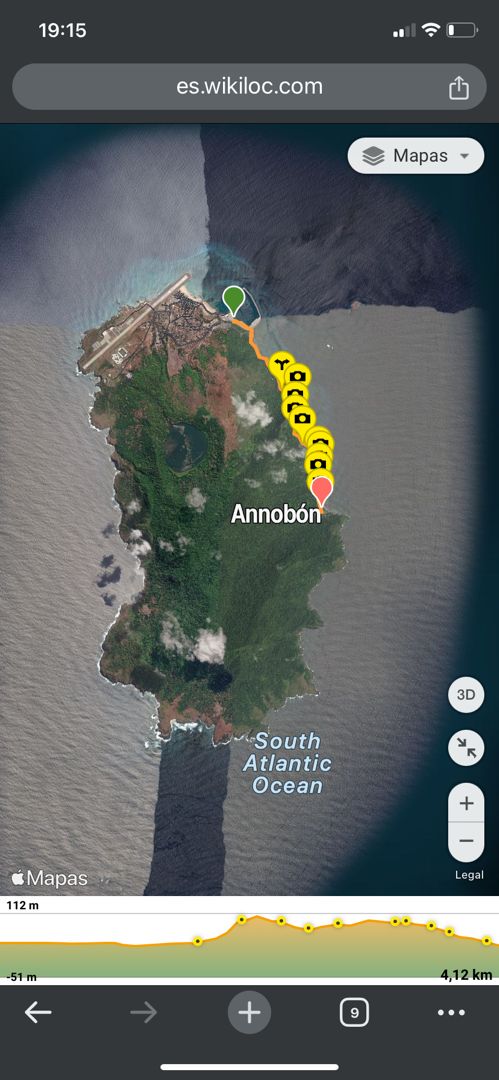 19:15
es.wikiloc.com
Mapas
Annobón
3D
South
Atlantic
Ocean
+
−
Legal
Mapas
112 m
-51 m
4,12 km
9